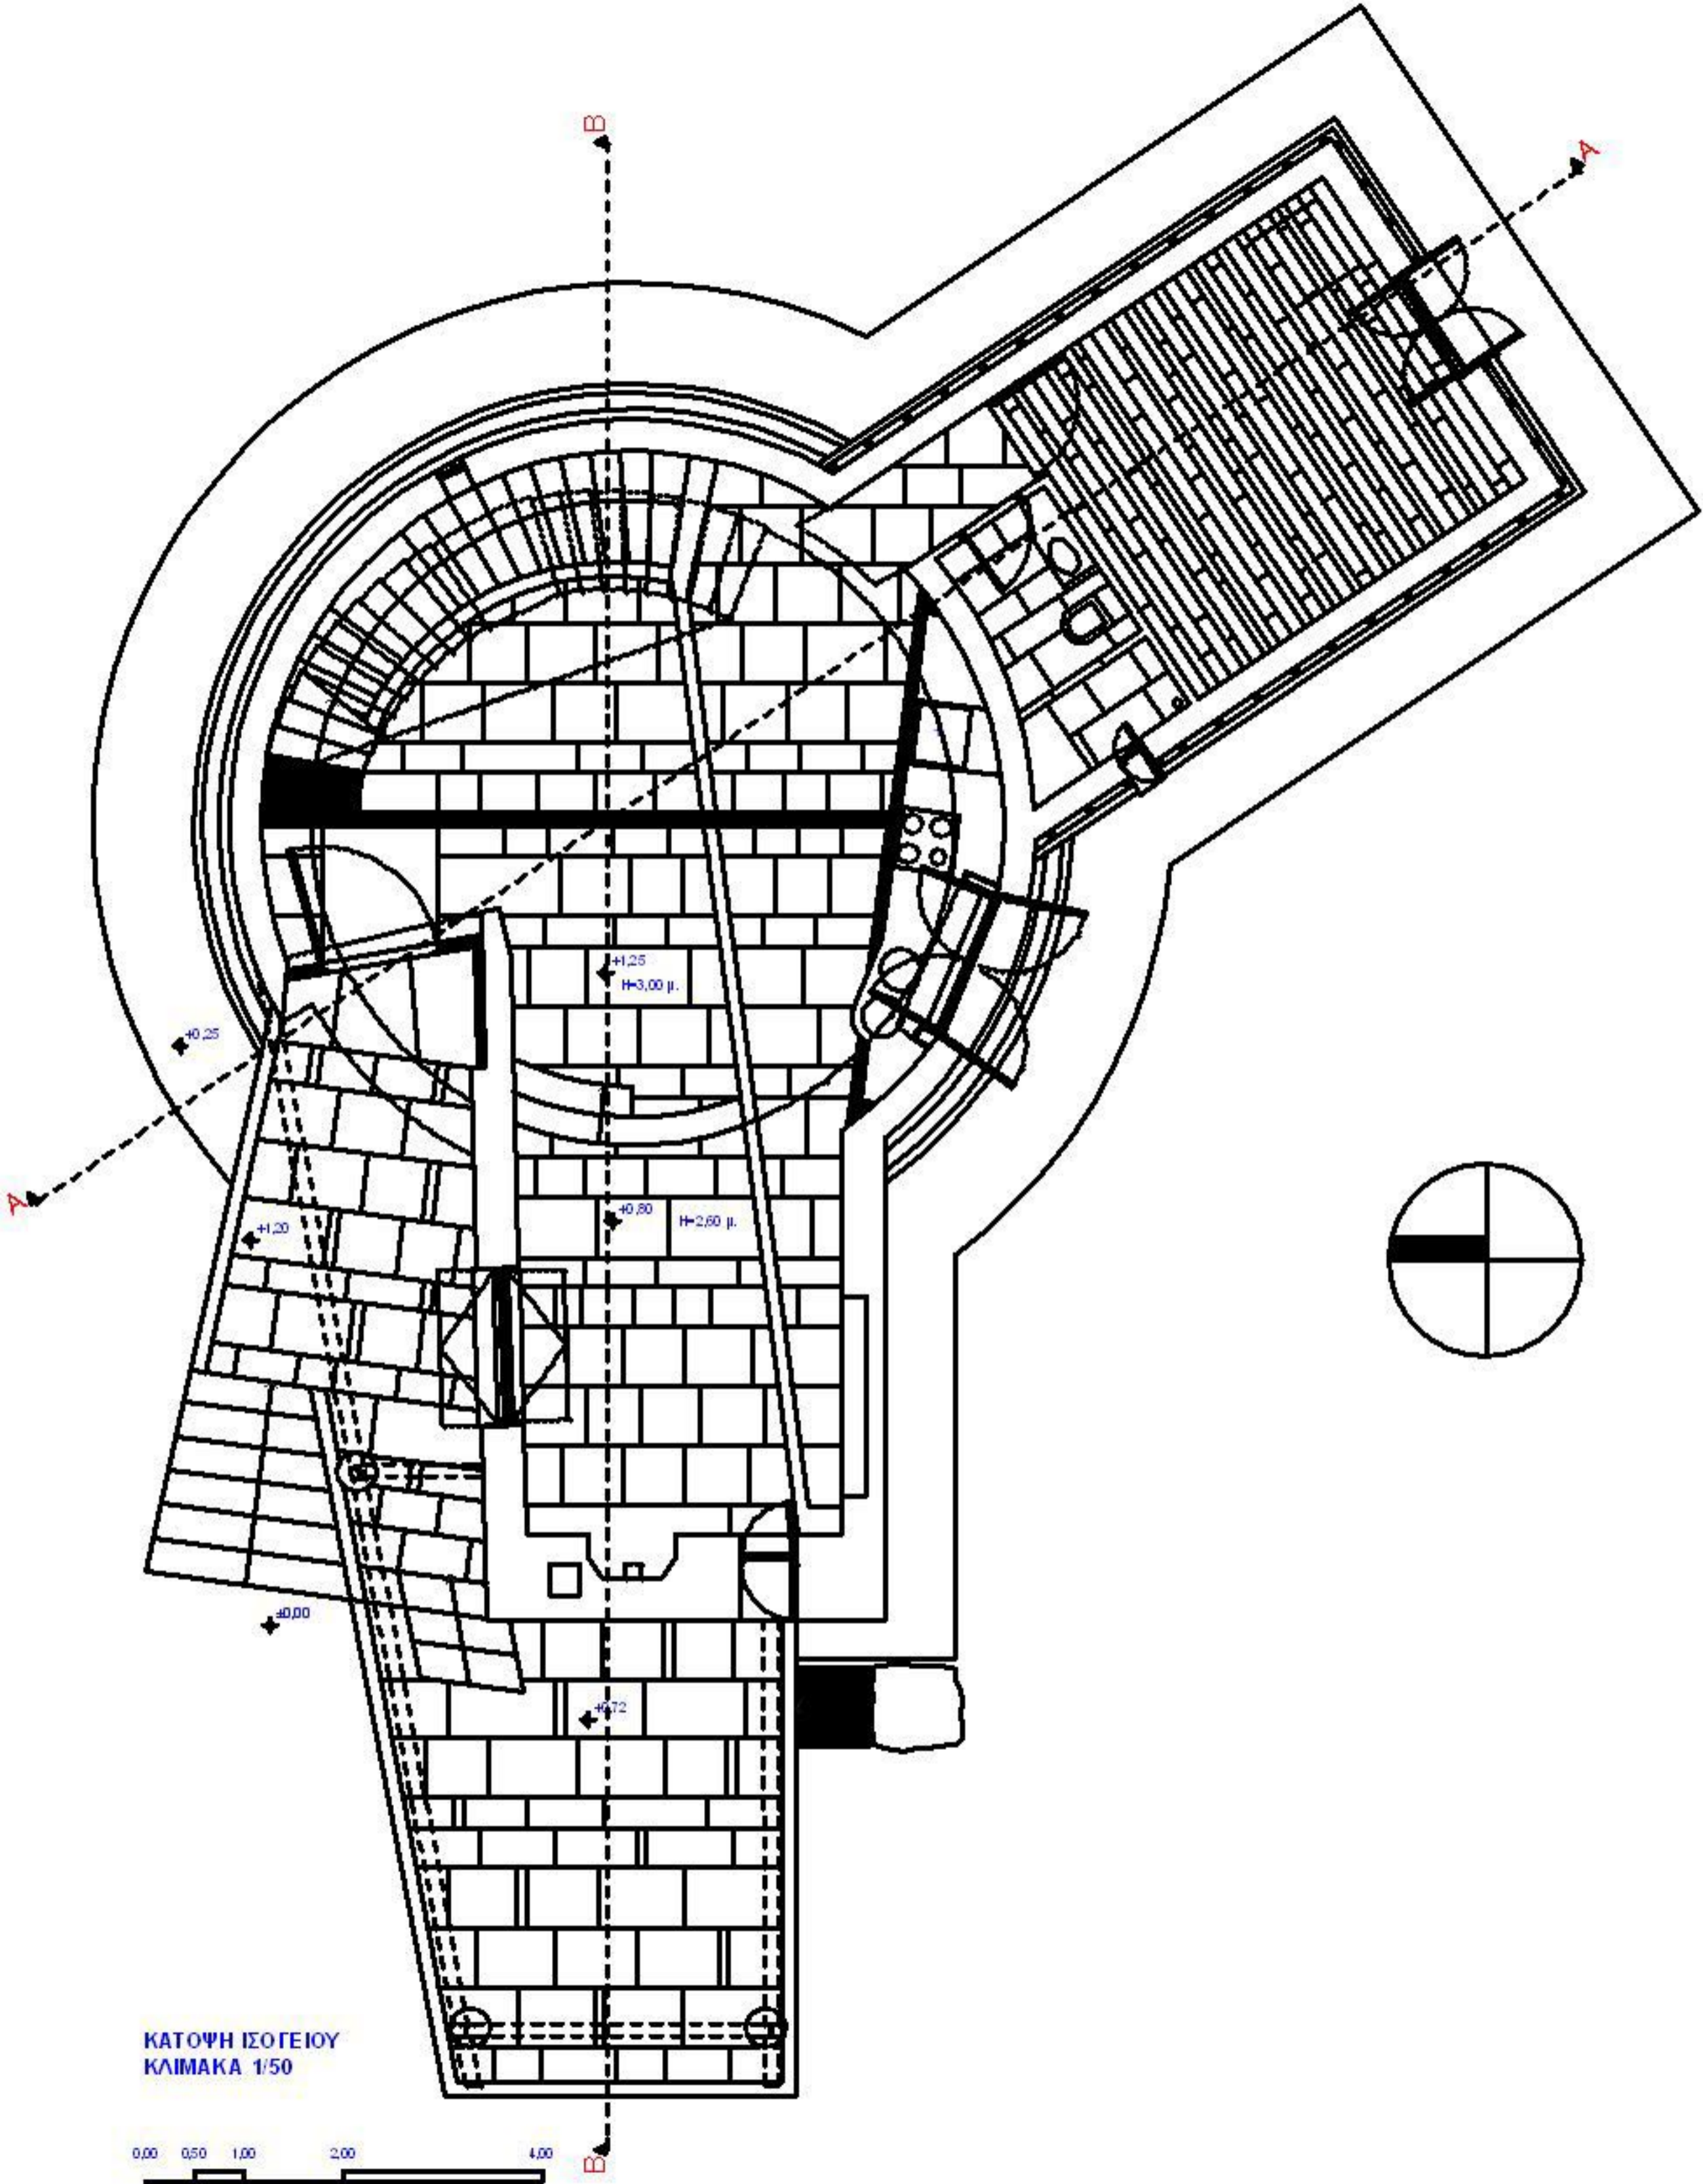 B
A
+1,25
H=3,00 μ.
+0,25
A
+0,80
H=2,60 μ.
+1,20
±0,00
+0,72
ΚΑΤΟΨΗ ΙΣΟΓΕΙΟΥ
ΚΛΙΜΑΚΑ 1/50
0,00 0,50 1,00 2,00 4,00
B